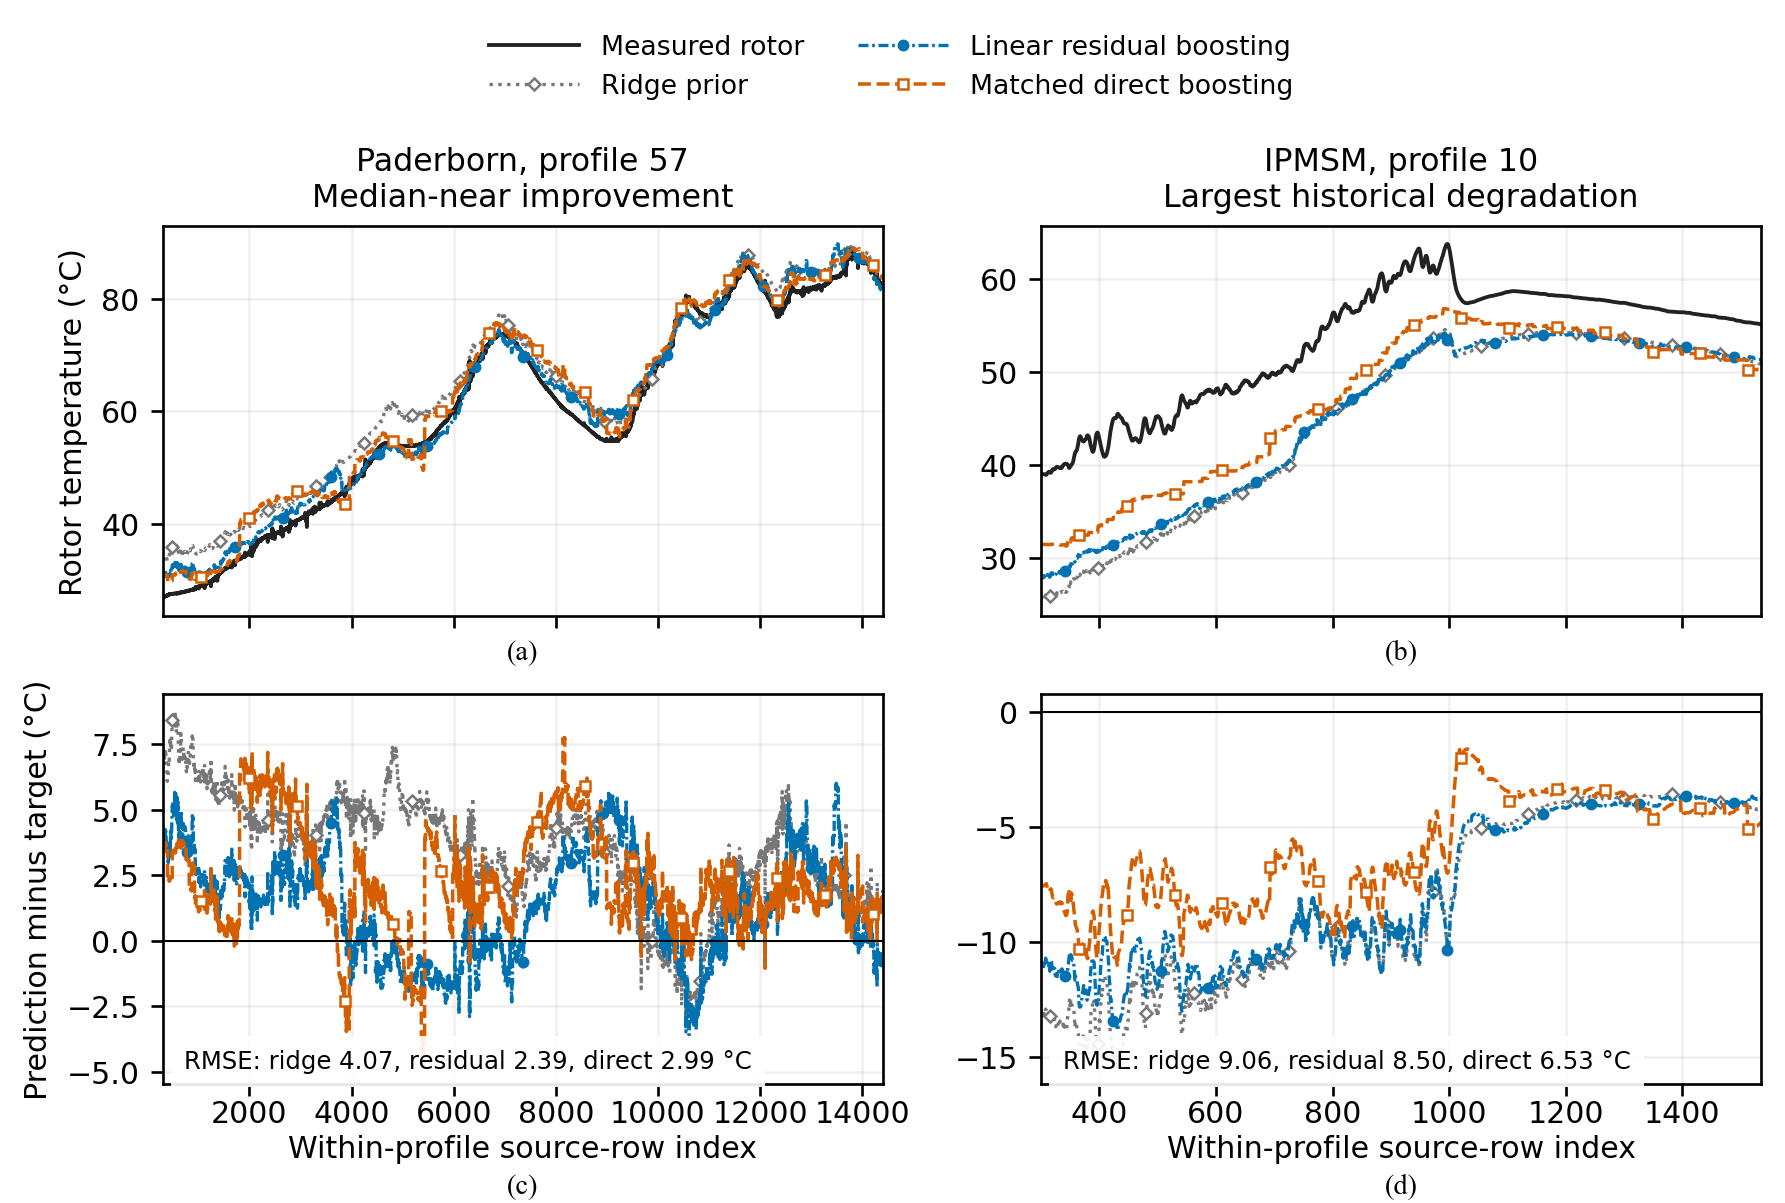 Measured rotor
Ridge prior
Linear residual boosting
Matched direct boosting
Paderborn, profile 57
Median-near improvement
IPMSM, profile 10
Largest historical degradation
Rotor temperature (°C)
80
60
40
(a)
60
50
40
30
(b)
Prediction minus target (°C)
7.5
5.0
2.5
0.0
−2.5
−5.0
RMSE: ridge 4.07, residual 2.39, direct 2.99 °C
2000 4000 6000 8000 10000 12000 14000
Within-profile source-row index
(c)
0
−5
−10
−15
RMSE: ridge 9.06, residual 8.50, direct 6.53 °C
400 600 800 1000 1200 1400
Within-profile source-row index
(d)